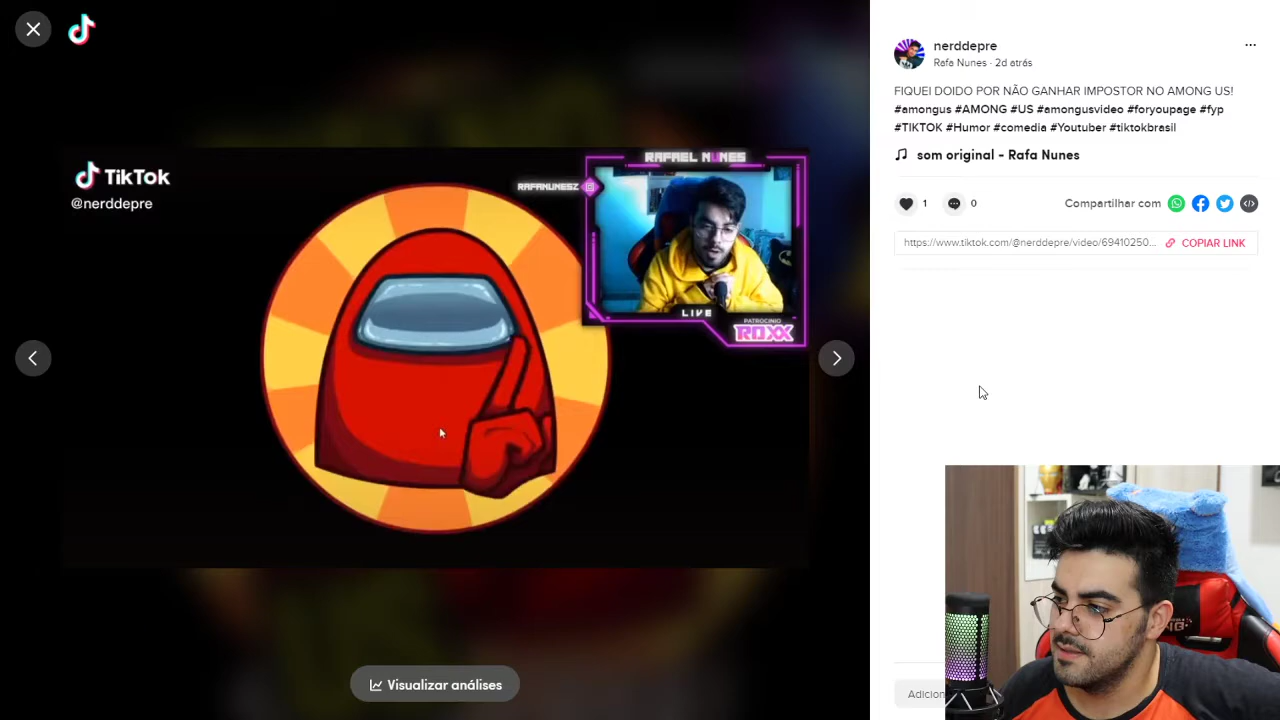 TikTok
@nerddepre
RAFAEL NUNES
RAFANUNESZ
LIVE
PATROCINIO
ROXX
Visualizar análises
nerddepre
Rafa Nunes · 2d atrás
FIQUEI DOIDO POR NÃO GANHAR IMPOSTOR NO AMONG US!
#amongus #AMONG #US #amongusvideo #foryoupage #fyp
#TIKTOK #Humor #comedia #Youtuber #tiktokbrasil
som original - Rafa Nunes
1
0
Compartilhar com
https://www.tiktok.com/@nerddepre/video/69410250...
COPIAR LINK
Adicion